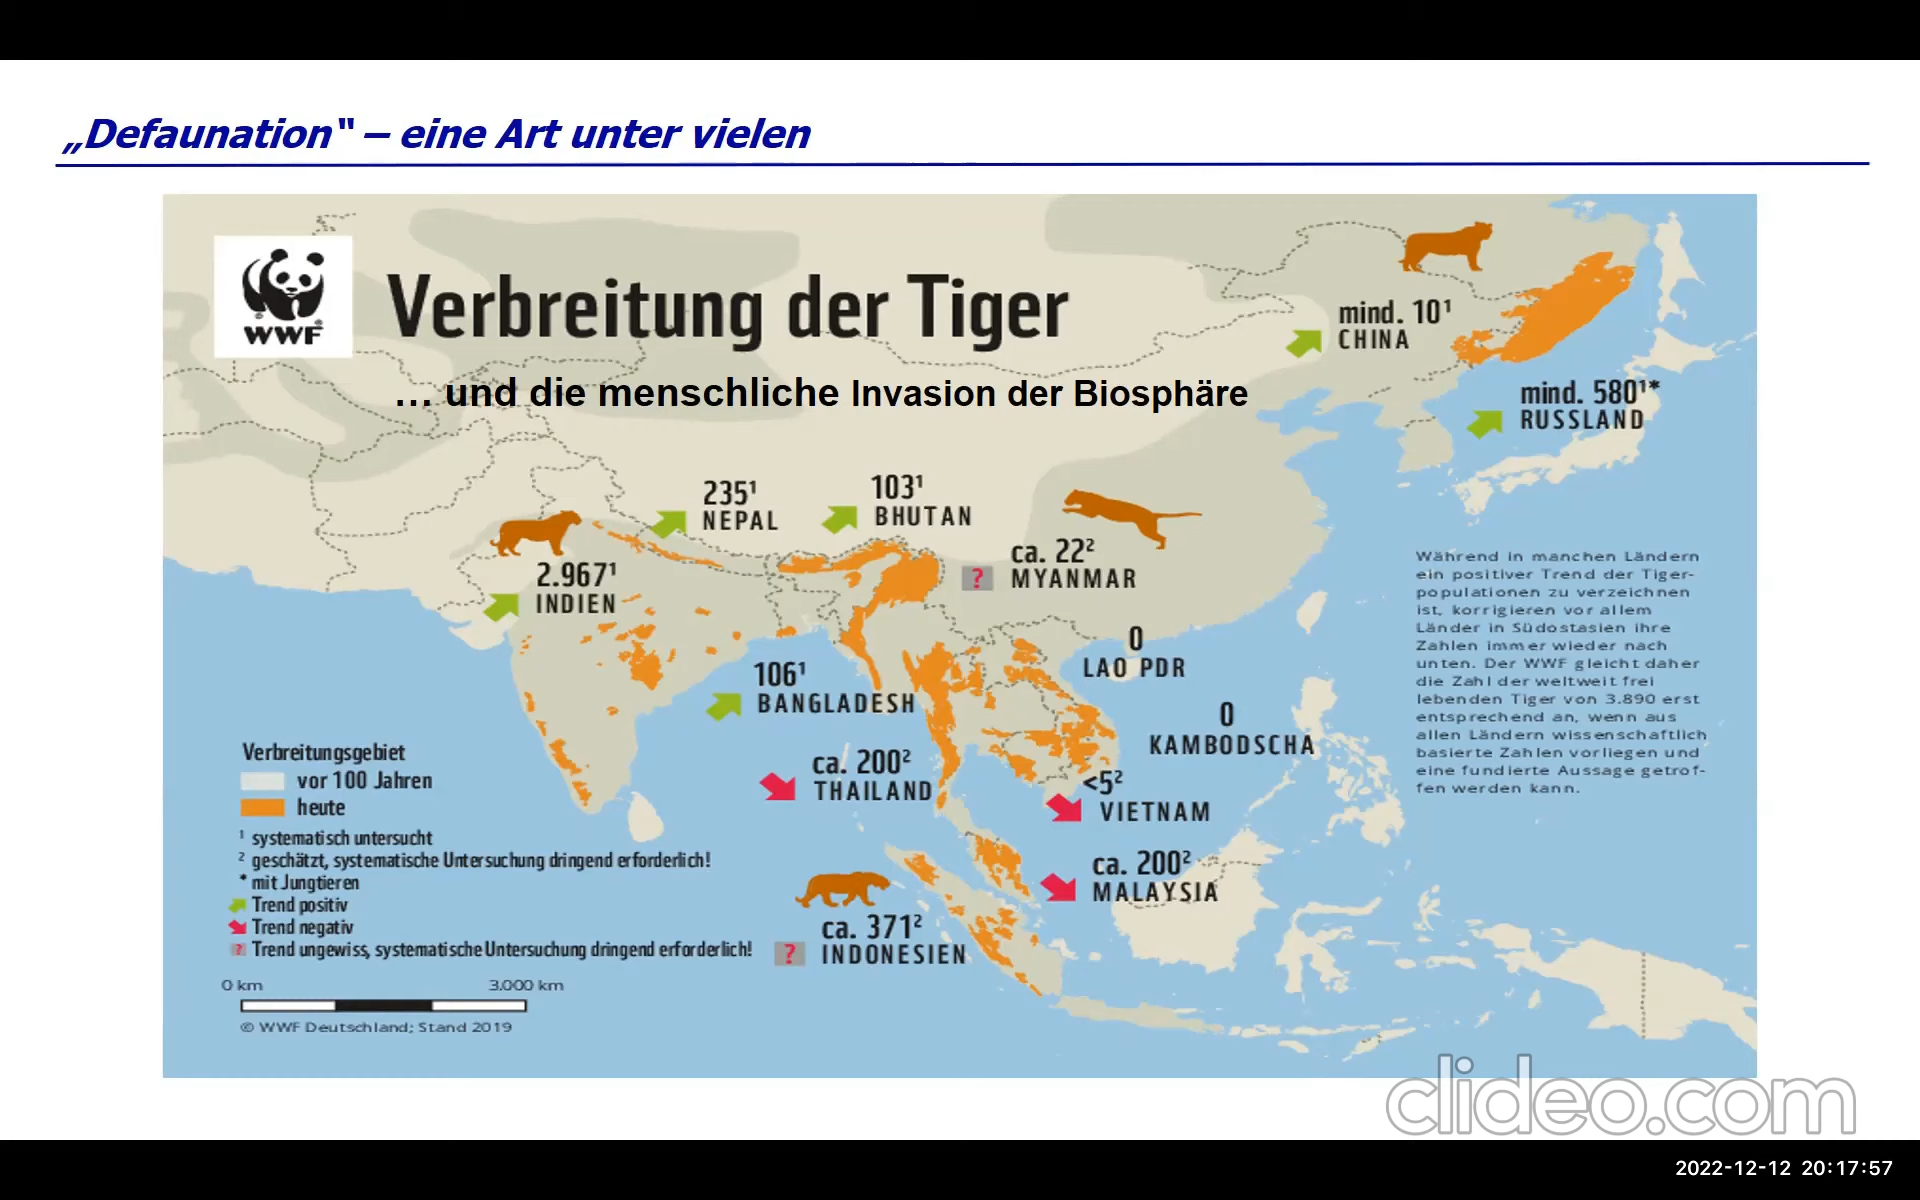 „Defaunation“ – eine Art unter vielen
WWF
Verbreitung der Tiger
... und die menschliche Invasion der Biosphäre
mind. 10¹
CHINA
mind. 580¹*
RUSSLAND
235¹
NEPAL
103¹
BHUTAN
ca. 22²
?
MYANMAR
2.967¹
INDIEN
0
LAO PDR
106¹
BANGLADESH
0
KAMBODSCHA
ca. 200²
THAILAND
<5²
VIETNAM
ca. 200²
MALAYSIA
ca. 371²
?
INDONESIEN
Während in manchen Ländern
ein positiver Trend der Tiger-
populationen zu verzeichnen
ist, korrigieren vor allem
Länder in Südostasien ihre
Zahlen immer wieder nach
unten. Der WWF gleicht daher
die Zahl der weltweit frei
lebenden Tiger von 3.890 erst
entsprechend an, wenn aus
allen Ländern wissenschaftlich
basierte Zahlen vorliegen und
eine fundierte Aussage getrof-
fen werden kann.
Verbreitungsgebiet
vor 100 Jahren
heute
¹ systematisch untersucht
² geschätzt, systematische Untersuchung dringend erforderlich!
* mit Jungtieren
Trend positiv
Trend negativ
? Trend ungewiss, systematische Untersuchung dringend erforderlich!
0 km 3.000 km
© WWF Deutschland; Stand 2019
clideo.com
2022-12-12 20:17:57